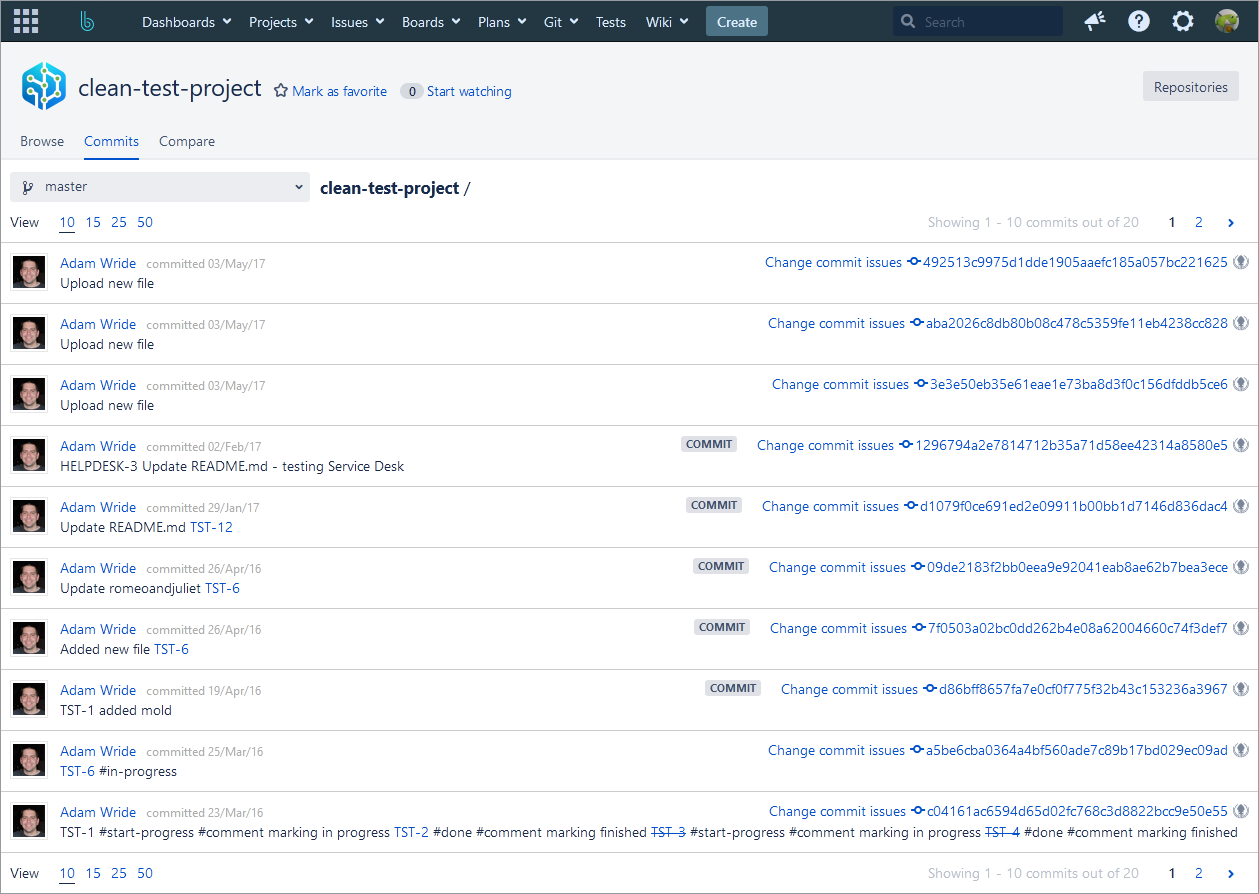 Dashboards Projects Issues Boards Plans Git Tests Wiki Create Search
clean-test-project Mark as favorite 0 Start watching Repositories
Browse Commits Compare
master clean-test-project /
View 10 15 25 50 Showing 1 - 10 commits out of 20 1 2
Adam Wride committed 03/May/17 Change commit issues 492513c9975d1dde1905aaefc185a057bc221625
Upload new file
Adam Wride committed 03/May/17 Change commit issues aba2026c8db80b08c478c5359fe11eb4238cc828
Upload new file
Adam Wride committed 03/May/17 Change commit issues 3e3e50eb35e61eae1e73ba8d3f0c156dfddb5ce6
Upload new file
Adam Wride committed 02/Feb/17 COMMIT Change commit issues 1296794a2e7814712b35a71d58ee42314a8580e5
HELPDESK-3 Update README.md - testing Service Desk
Adam Wride committed 29/Jan/17 COMMIT Change commit issues d1079f0ce691ed2e09911b00bb1d7146d836dac4
Update README.md TST-12
Adam Wride committed 26/Apr/16 COMMIT Change commit issues 09de2183f2bb0eea9e92041eab8ae62b7bea3ece
Update romeoandjuliet TST-6
Adam Wride committed 26/Apr/16 COMMIT Change commit issues 7f0503a02bc0dd262b4e08a62004660c74f3def7
Added new file TST-6
Adam Wride committed 19/Apr/16 COMMIT Change commit issues d86bff8657fa7e0cf0f775f32b43c153236a3967
TST-1 added mold
Adam Wride committed 25/Mar/16 Change commit issues a5be6cba0364a4bf560ade7c89b17bd029ec09ad
TST-6 #in-progress
Adam Wride committed 23/Mar/16 Change commit issues c04161ac6594d65d02fc768c3d8822bcc9e50e55
TST-1 #start-progress #comment marking in progress TST-2 #done #comment marking finished TST-3 #start-progress #comment marking in progress TST-4 #done #comment marking finished
View 10 15 25 50 Showing 1 - 10 commits out of 20 1 2